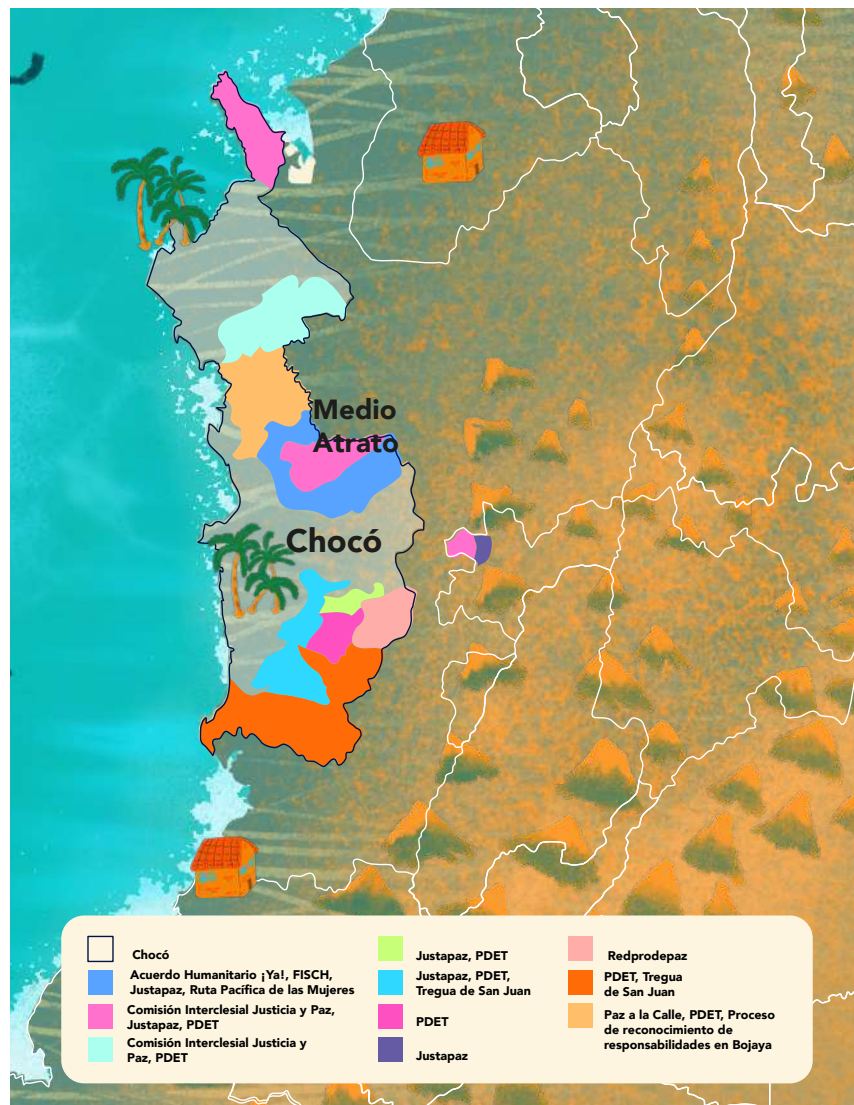 Medio
Atrato
Chocó
Chocó
Acuerdo Humanitario ¡Ya!, FISCH,
Justapaz, Ruta Pacífica de las Mujeres
Comisión Interclesial Justicia y Paz,
Justapaz, PDET
Comisión Interclesial Justicia y
Paz, PDET
Justapaz, PDET
Justapaz, PDET,
Tregua de San Juan
PDET
Justapaz
Redprodepaz
PDET, Tregua
de San Juan
Paz a la Calle, PDET, Proceso
de reconocimiento de
responsabilidades en Bojaya